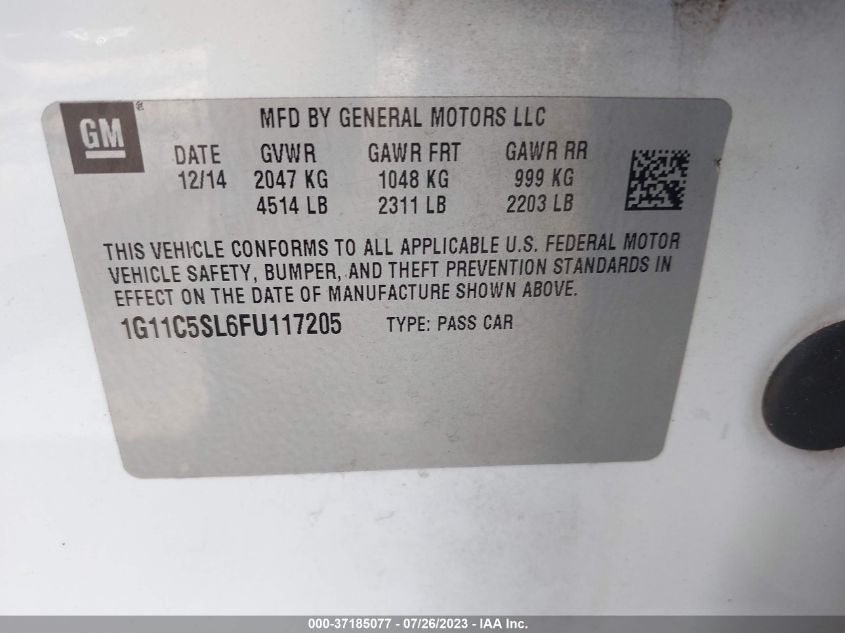 GM®
MFD BY GENERAL MOTORS LLC
DATE GVWR GAWR FRT GAWR RR
12/14 2047 KG 1048 KG 999 KG
4514 LB 2311 LB 2203 LB
THIS VEHICLE CONFORMS TO ALL APPLICABLE U.S. FEDERAL MOTOR
VEHICLE SAFETY, BUMPER, AND THEFT PREVENTION STANDARDS IN
EFFECT ON THE DATE OF MANUFACTURE SHOWN ABOVE.
1G11C5SL6FU117205 TYPE: PASS CAR
000-37185077 - 07/26/2023 - IAA Inc.